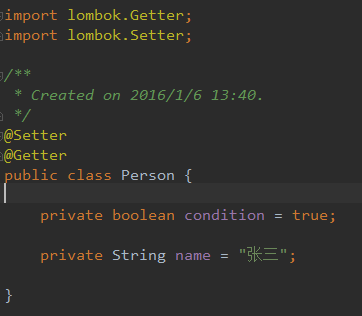 import lombok.Getter;
import lombok.Setter;
/**
* Created on 2016/1/6 13:40.
*/
@Setter
@Getter
public class Person {
private boolean condition = true;
private String name = "张三";
}